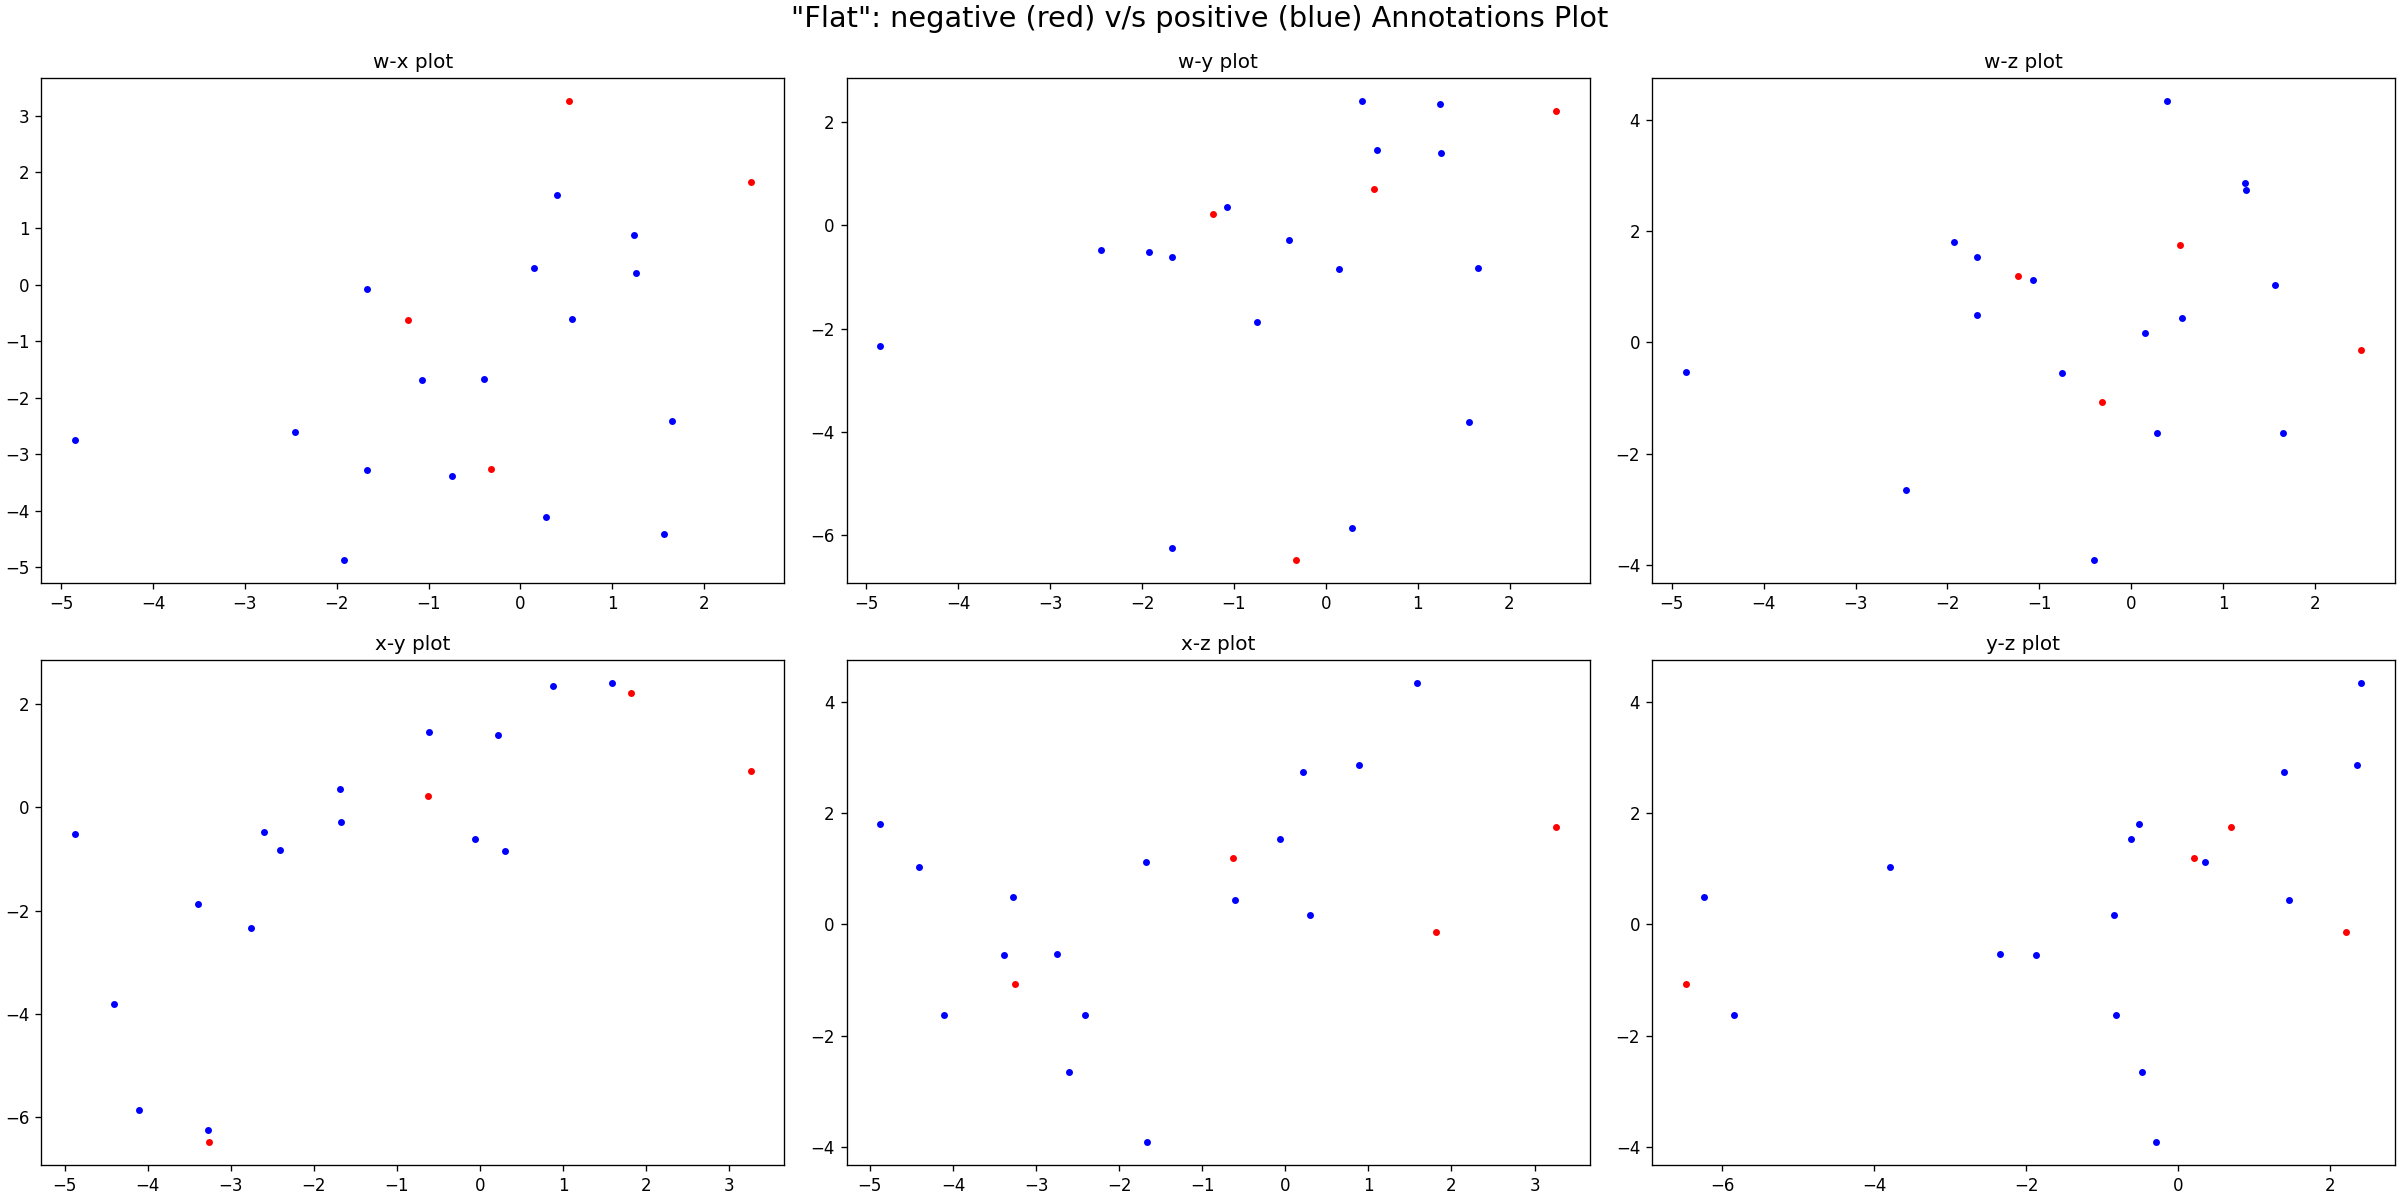 "Flat": negative (red) v/s positive (blue) Annotations Plot
w-x plot
3
2
1
0
−1
−2
−3
−4
−5
−5 −4 −3 −2 −1 0 1 2
w-y plot
2
0
−2
−4
−6
−5 −4 −3 −2 −1 0 1 2
w-z plot
4
2
0
−2
−4
−5 −4 −3 −2 −1 0 1 2
x-y plot
2
0
−2
−4
−6
−5 −4 −3 −2 −1 0 1 2 3
x-z plot
4
2
0
−2
−4
−5 −4 −3 −2 −1 0 1 2 3
y-z plot
4
2
0
−2
−4
−6 −4 −2 0 2